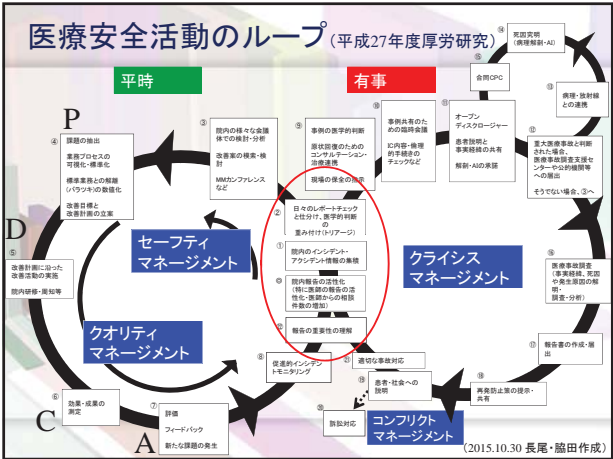 医療安全活動のループ(平成27年度厚労研究)
平時
有事
P
④
課題の抽出
業務プロセスの
可視化・標準化
標準業務との解離
(バラツキ)の数値化
改善目標と
改善計画の立案
③
院内の様々な会議
体での検討・分析
改善案の模索・検
討
MMカンファレンス
など
⑨
事例の医学的判断
原状回復のための
コンサルテーション・
治療連携
現場の保全の指示
⑩
事例共有のため
の臨時会議
IC内容・倫理
的手続きの
チェックなど
⑪
オープン
ディスクロージャー
患者説明と
事実経緯の共有
解剖・AIの承諾
⑭
死因究明
(病理解剖・AI)
⑮
合同CPC
⑬
病理・放射線
との連携
⑫
重大医療事故と判断
された場合、
医療事故調査支援セ
ンターや公的機関等
への届出
そうでない場合、③へ
②
日々のレポートチェック
と仕分け、医学的判断
の
重み付け(トリアージ)
①
院内のインシデント・
アクシデント情報の集積
院内報告の活性化
(特に医師の報告の活
性化・医師からの相談
件数の増加)
報告の重要性の理解
セーフティ
マネージメント
クライシス
マネージメント
クオリティ
マネージメント
D
⑤
改善計画に沿った
改善活動の実施
院内研修・周知等
⑯
医療事故調査
(事実経緯、死因
や発生原因の解
明・
調査・分析)
⑰
報告書の作成・届
出
⑱
再発防止策の提示・
共有
㉑
適切な事故対応
⑲
患者・社会への
説明
⑳
訴訟対応
コンフリクト
マネージメント
⑧
促進的インシデン
トモニタリング
C
⑥
効果・成果の
測定
A
⑦
評価
フィードバック
新たな課題の発生
(2015.10.30 長尾・脇田作成)